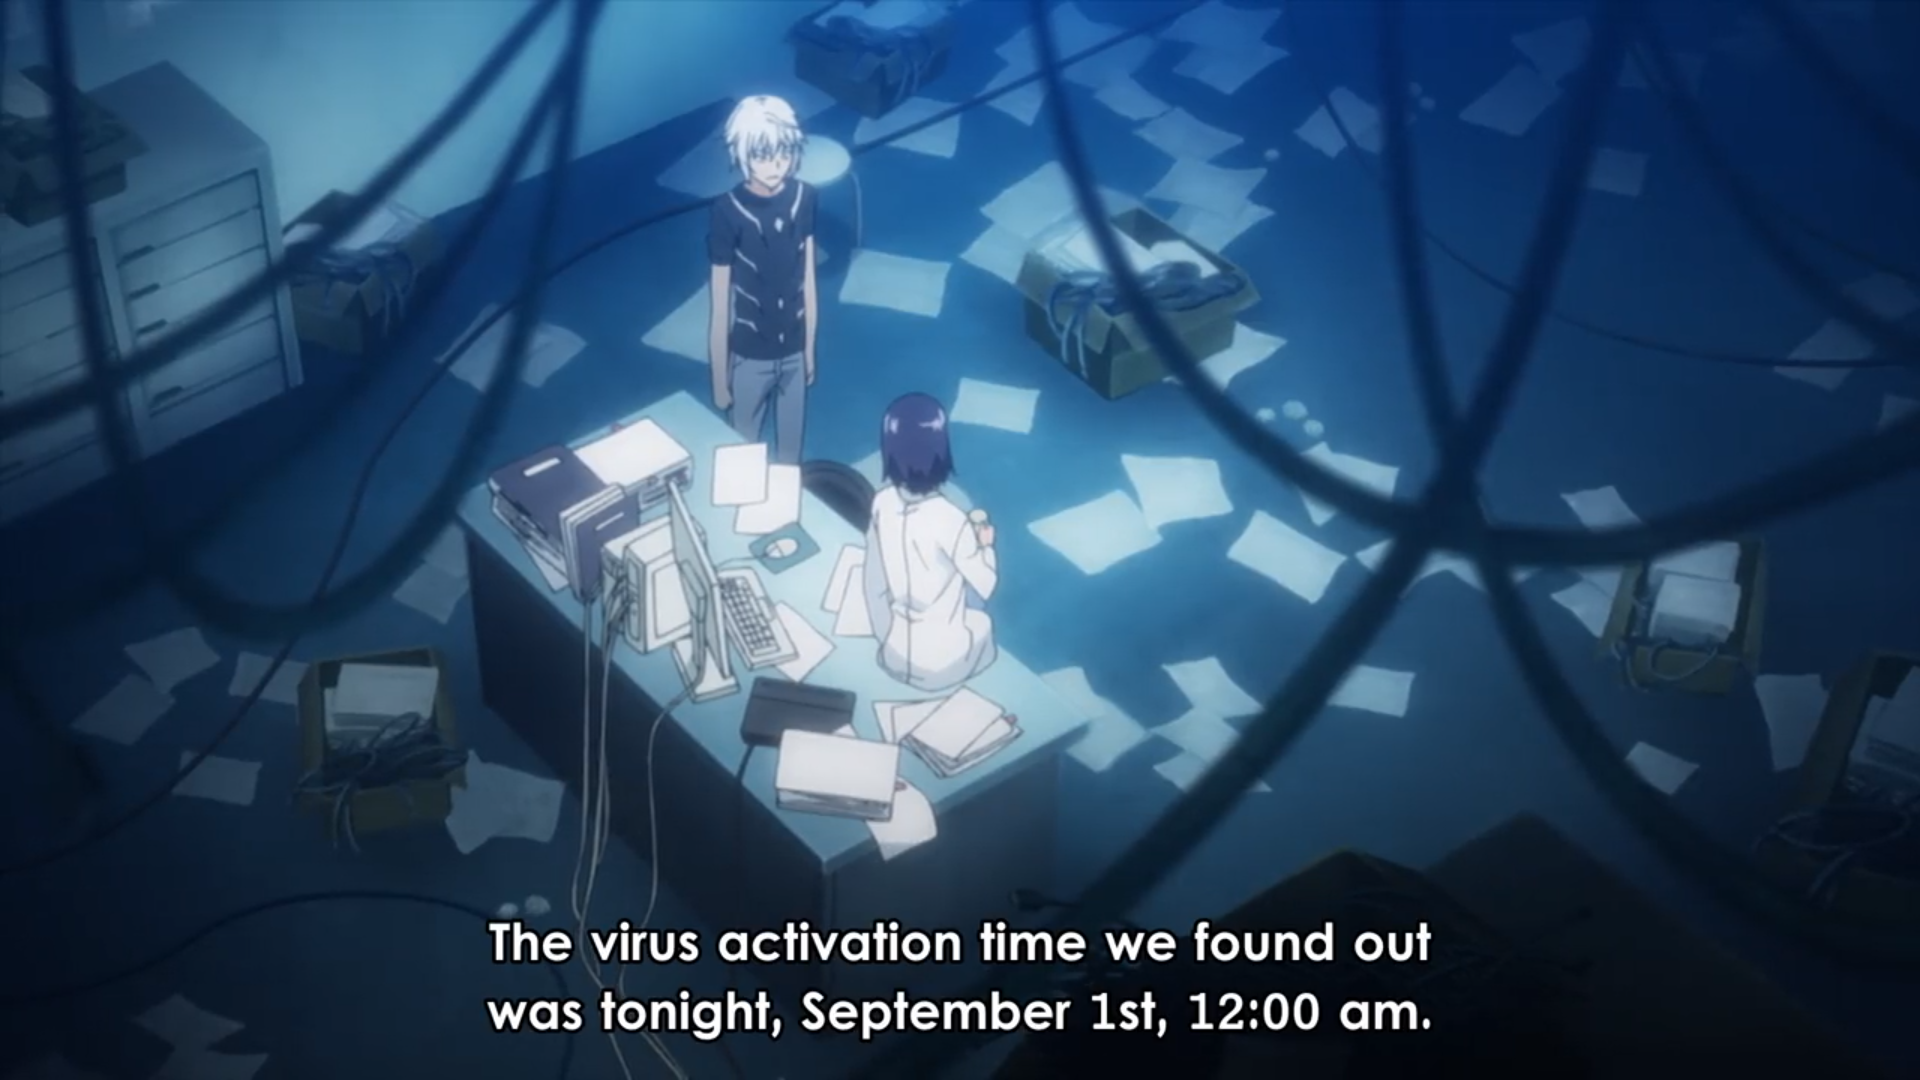 The virus activation time we found out
was tonight, September 1st, 12:00 am.